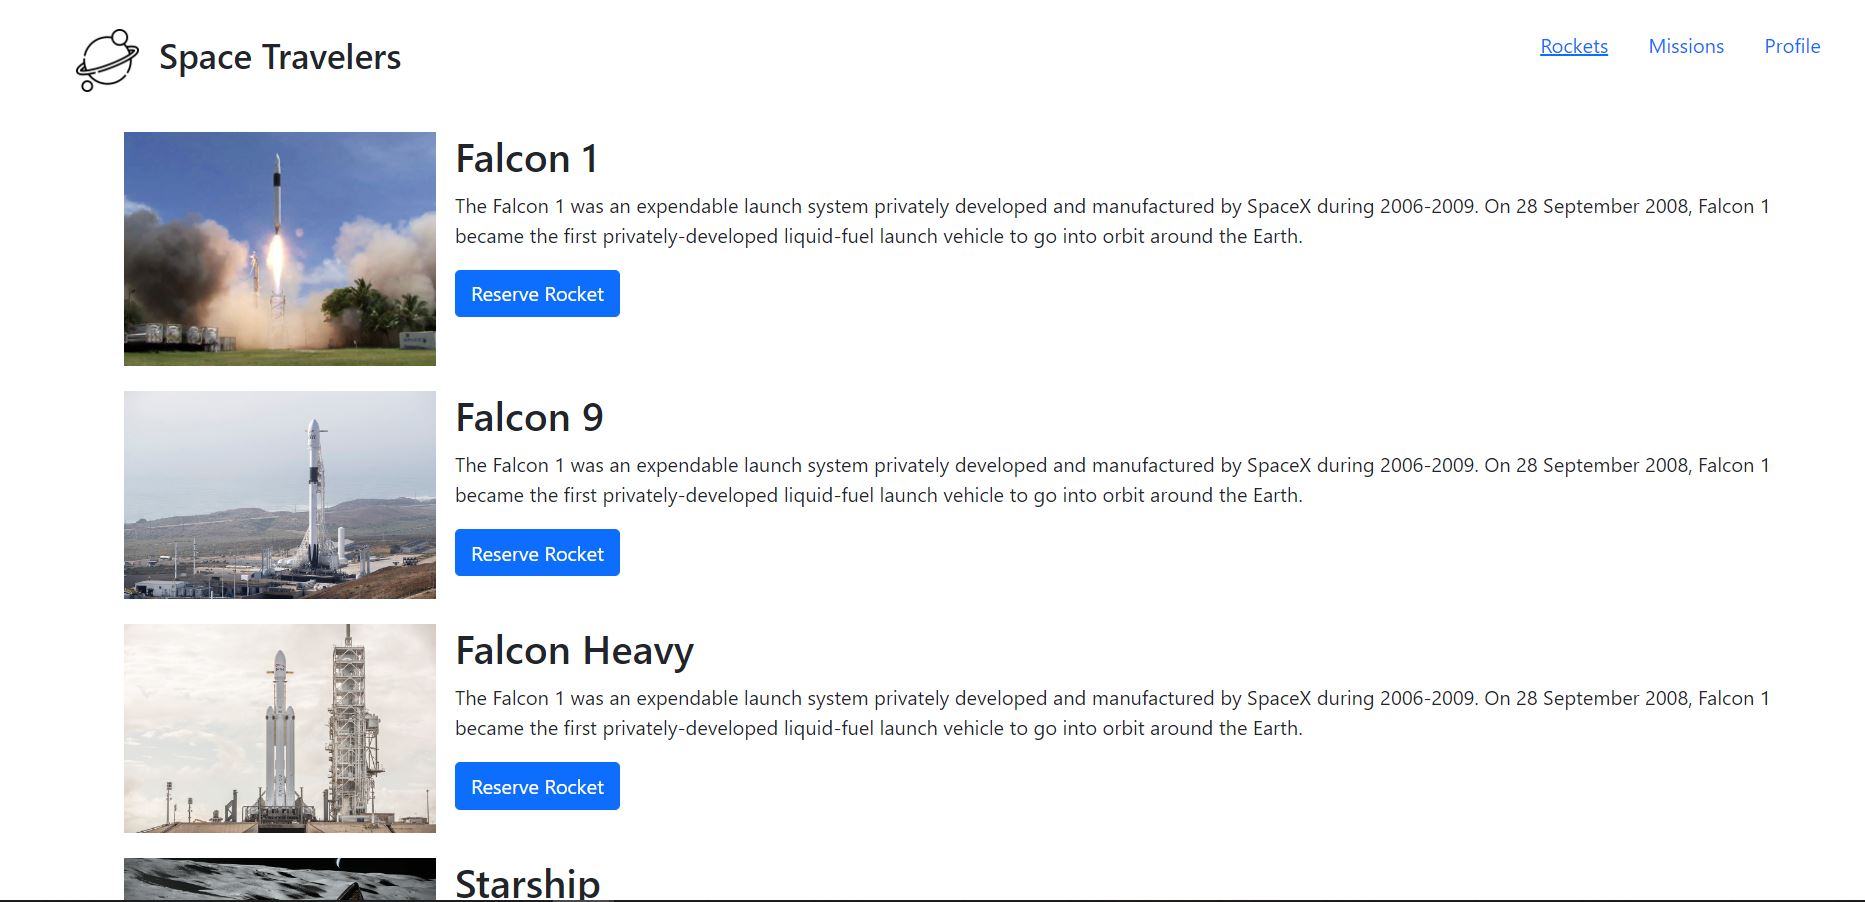 Space Travelers
Rockets Missions Profile
Falcon 1
The Falcon 1 was an expendable launch system privately developed and manufactured by SpaceX during 2006-2009. On 28 September 2008, Falcon 1
became the first privately-developed liquid-fuel launch vehicle to go into orbit around the Earth.
Reserve Rocket
Falcon 9
The Falcon 1 was an expendable launch system privately developed and manufactured by SpaceX during 2006-2009. On 28 September 2008, Falcon 1
became the first privately-developed liquid-fuel launch vehicle to go into orbit around the Earth.
Reserve Rocket
Falcon Heavy
The Falcon 1 was an expendable launch system privately developed and manufactured by SpaceX during 2006-2009. On 28 September 2008, Falcon 1
became the first privately-developed liquid-fuel launch vehicle to go into orbit around the Earth.
Reserve Rocket
Starship